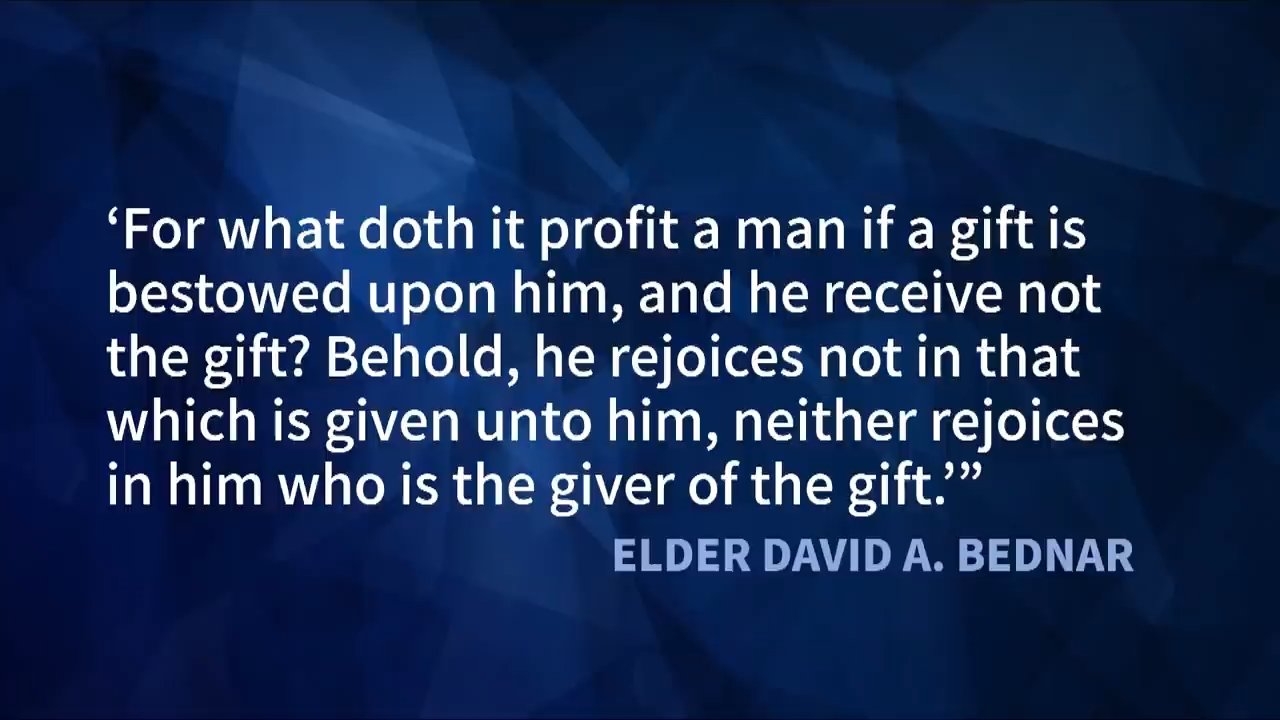 ‘For what doth it profit a man if a gift is
bestowed upon him, and he receive not
the gift? Behold, he rejoices not in that
which is given unto him, neither rejoices
in him who is the giver of the gift.’”
ELDER DAVID A. BEDNAR